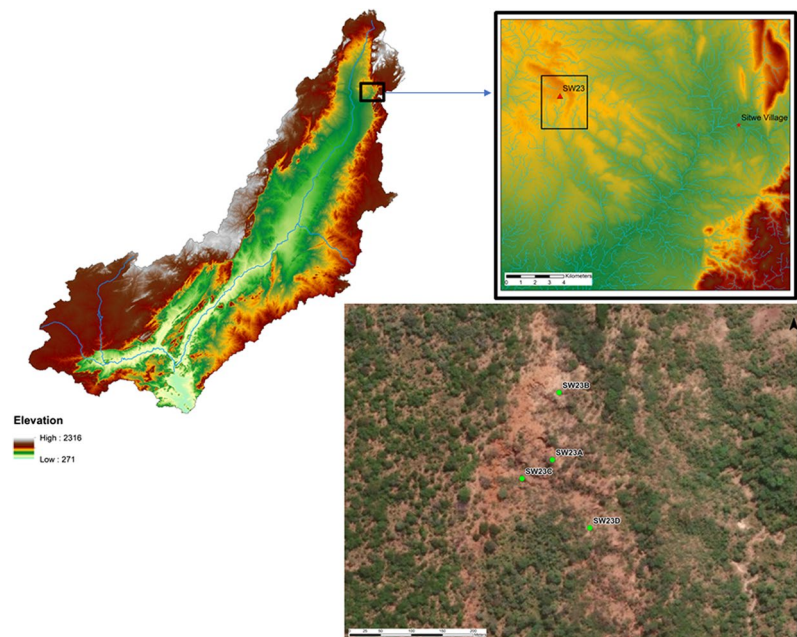 SW23
Sitwe Village
Kilometers
0 1 2 3 4
SW23B
SW23A
SW23C
SW23D
Elevation
High : 2316
Low : 271